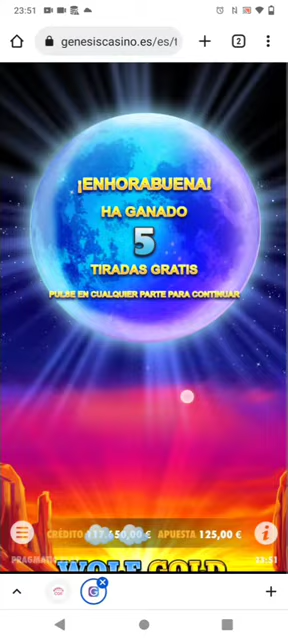 23:51
genesiscasino.es/es/t
2
¡ENHORABUENA!
HA GANADO
5
TIRADAS GRATIS
PULSE EN CUALQUIER PARTE PARA CONTINUAR
CRÉDITO €
APUESTA 125,00 €
23:51
WOLF GOLD